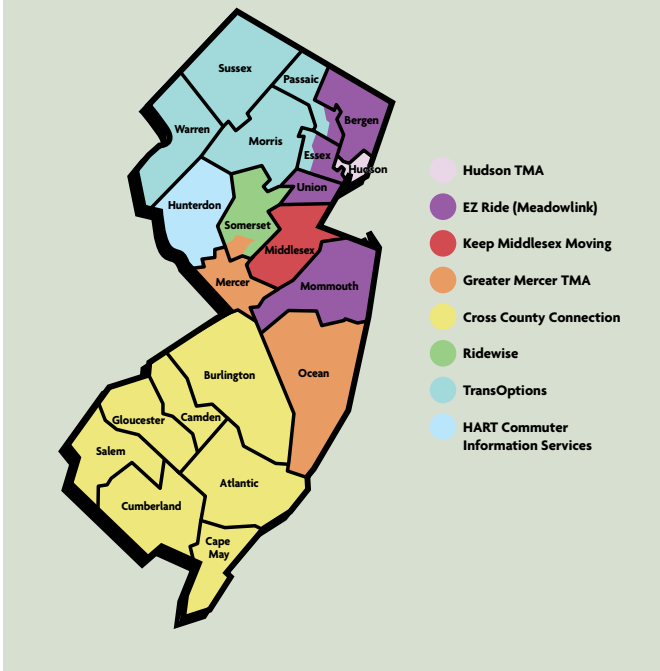 Sussex
Passaic
Bergen
Warren
Morris
Essex
Hudson
Union
Hunterdon
Somerset
Middlesex
Mercer
Mommouth
Ocean
Burlington
Camden
Gloucester
Salem
Atlantic
Cumberland
Cape
May
Hudson TMA
EZ Ride (Meadowlink)
Keep Middlesex Moving
Greater Mercer TMA
Cross County Connection
Ridewise
TransOptions
HART Commuter
Information Services